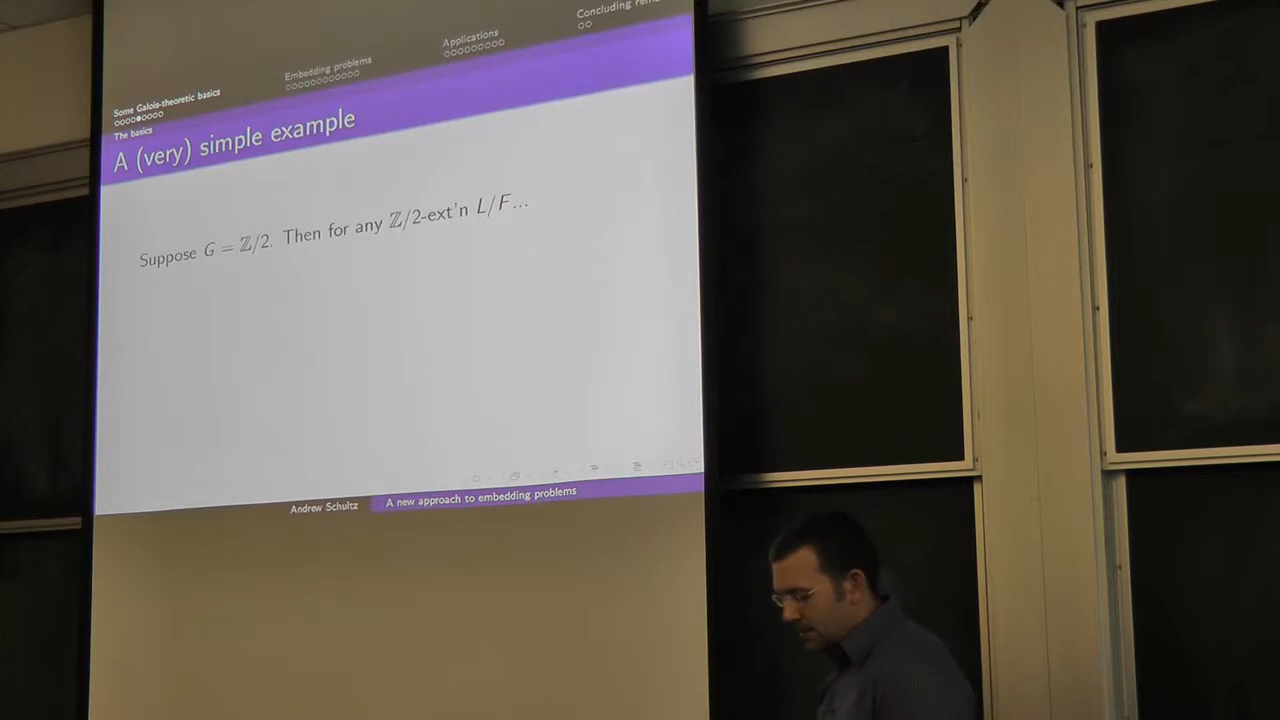 Concluding
Applications
Embedding problems
Some Galois-theoretic basics
The basics
A (very) simple example
Suppose G = ℤ/2. Then for any ℤ/2-ext'n L/F...
Andrew Schultz
A new approach to embedding problems